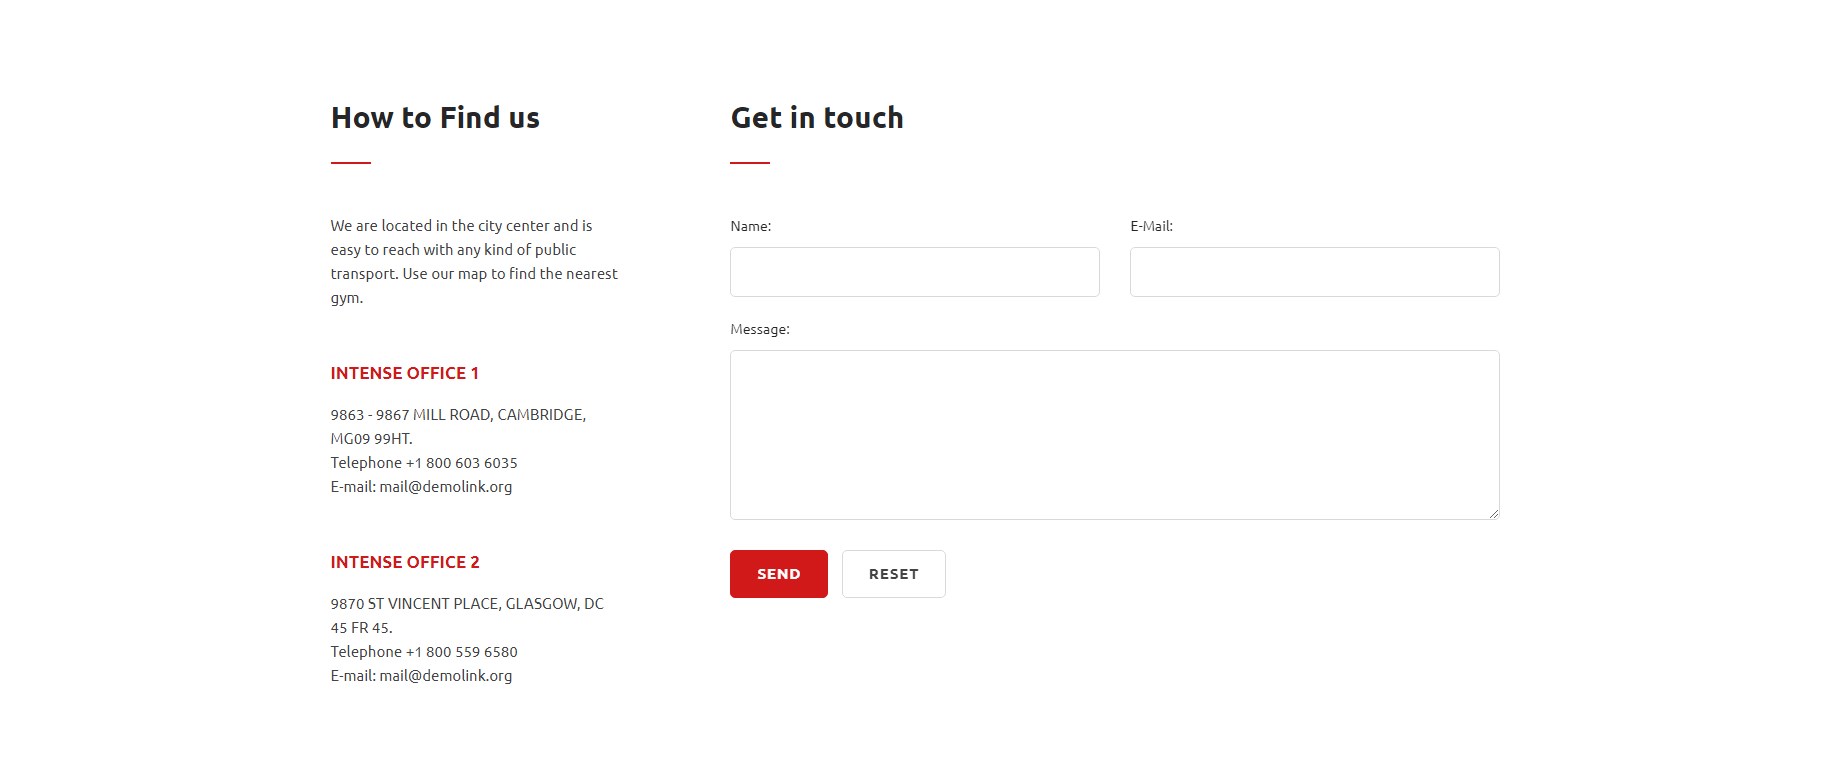 How to Find us
We are located in the city center and is
easy to reach with any kind of public
transport. Use our map to find the nearest
gym.
INTENSE OFFICE 1
9863 - 9867 MILL ROAD, CAMBRIDGE,
MG09 99HT.
Telephone +1 800 603 6035
E-mail: mail@demolink.org
INTENSE OFFICE 2
9870 ST VINCENT PLACE, GLASGOW, DC
45 FR 45.
Telephone +1 800 559 6580
E-mail: mail@demolink.org
Get in touch
Name:
E-Mail:
Message:
SEND
RESET